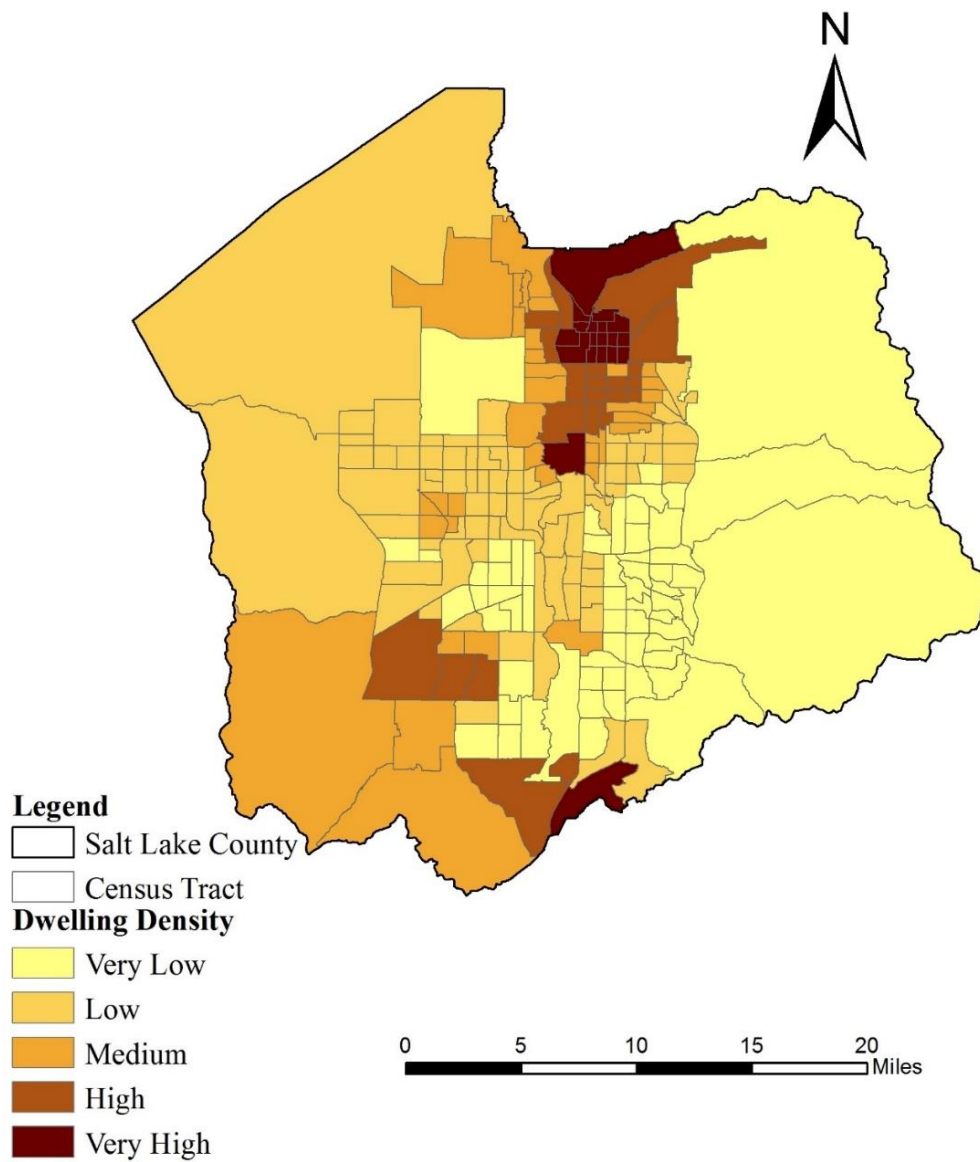 N
Legend
Salt Lake County
Census Tract
Dwelling Density
Very Low
Low
Medium
High
Very High
0 5 10 15 20
Miles